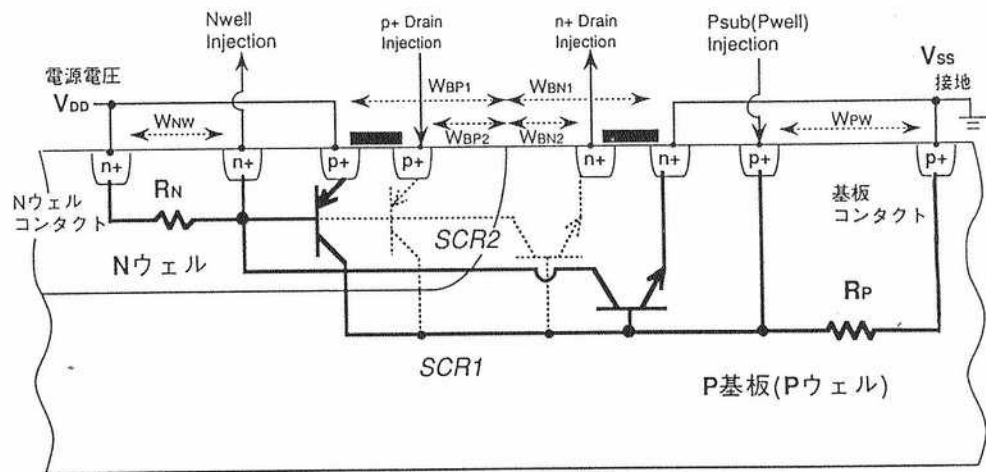 Nwell
Injection
p+ Drain
Injection
n+ Drain
Injection
Psub(Pwell)
Injection
電源電圧
VDD
VSS
接地
WNW
WBP1
WBN1
WBP2
WBN2
WPW
n+
n+
p+
p+
n+
n+
p+
p+
Nウェル
コンタクト
RN
SCR2
基板
コンタクト
Nウェル
RP
SCR1
P基板(Pウェル)